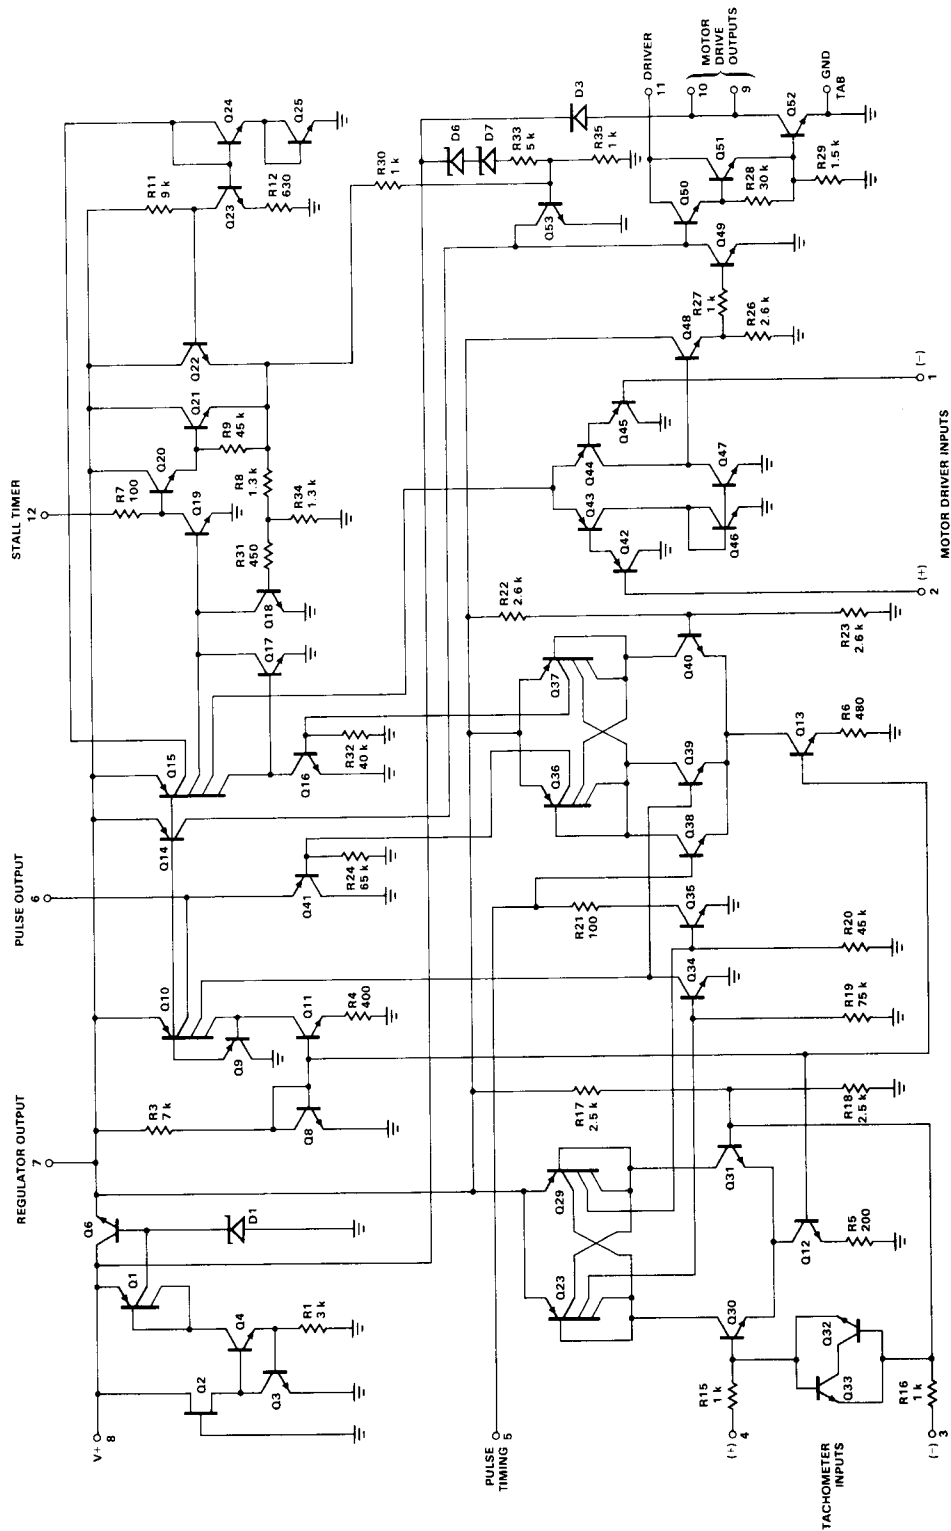 REGULATOR OUTPUT
7
PULSE OUTPUT
6
STALL TIMER
12
V+
8
Q1
Q2
Q3
Q4
R1
3 k
Q6
D1
R3
7 k
Q8
Q9
Q10
Q11
R4
400
Q14
Q15
Q41
R24
65 k
Q16
R32
40 k
Q17
Q18
R31
450
R34
1.3 k
R8
1.3 k
R9
45 k
R7
100
Q19
Q20
Q21
Q22
R11
9 k
Q23
R12
630
Q24
Q25
R30
1 k
D6
D7
R33
5 k
R35
1 k
Q53
D3
DRIVER
11
MOTOR
DRIVE
OUTPUTS
10
9
GND
TAB
Q50
Q51
Q52
R28
30 k
R29
1.5 k
Q49
R27
1 k
R26
2.6 k
Q48
Q45
Q44
Q43
Q42
Q46
Q47
1
(−)
2
(+)
MOTOR DRIVER INPUTS
R22
2.6 k
R23
2.6 k
Q37
Q36
Q40
Q39
Q38
Q13
R6
480
PULSE
TIMING
5
R21
100
Q35
Q34
R20
45 k
R19
75 k
R17
2.5 k
R18
2.5 k
Q29
Q23
Q31
Q30
Q12
R5
200
Q32
Q33
R15
1 k
R16
1 k
(+)
4
(−)
3
TACHOMETER
INPUTS